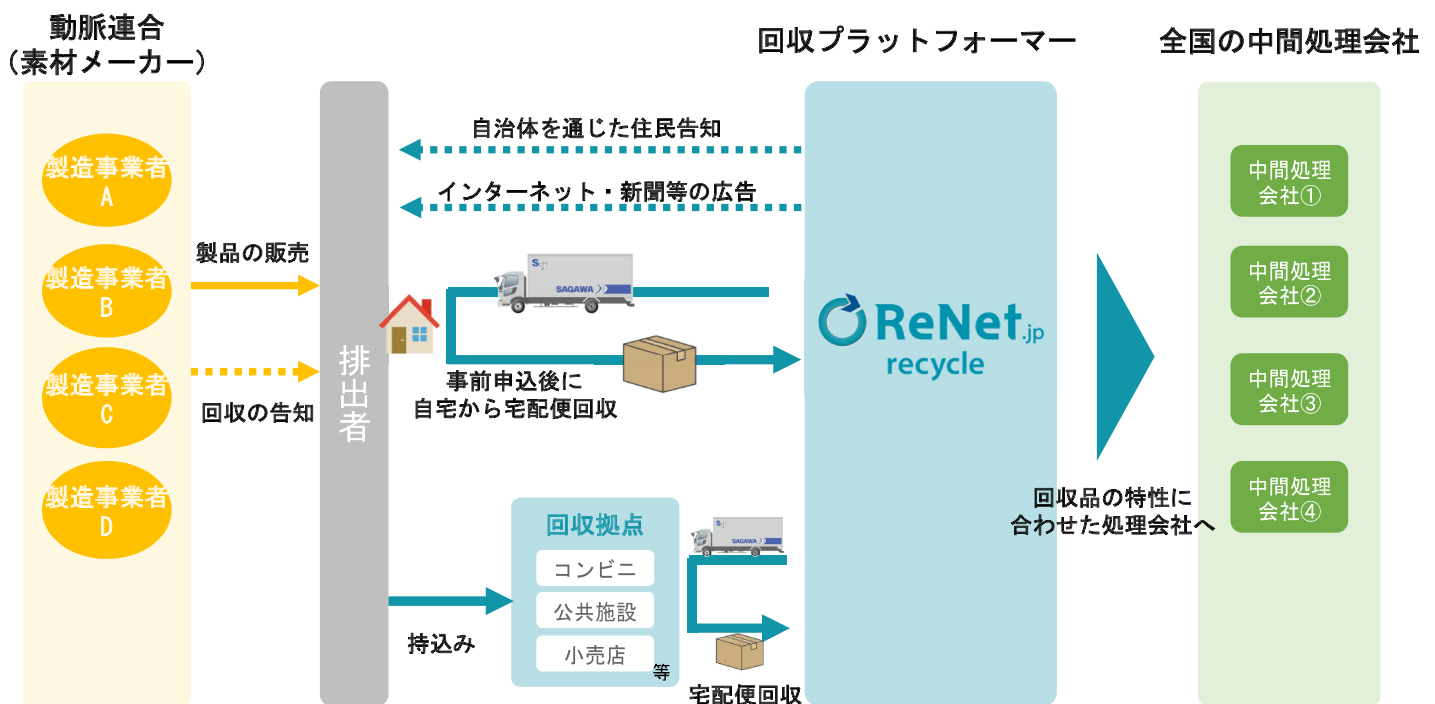 動脈連合
(素材メーカー)
回収プラットフォーマー
全国の中間処理会社
製造事業者
A
製造事業者
B
製造事業者
C
製造事業者
D
製品の販売
回収の告知
排出者
自治体を通じた住民告知
インターネット・新聞等の広告
SAGAWA
事前申込後に
自宅から宅配便回収
回収拠点
コンビニ
公共施設
小売店
等
持込み
SAGAWA
宅配便回収
ReNet.jp
recycle
回収品の特性に
合わせた処理会社へ
中間処理
会社①
中間処理
会社②
中間処理
会社③
中間処理
会社④